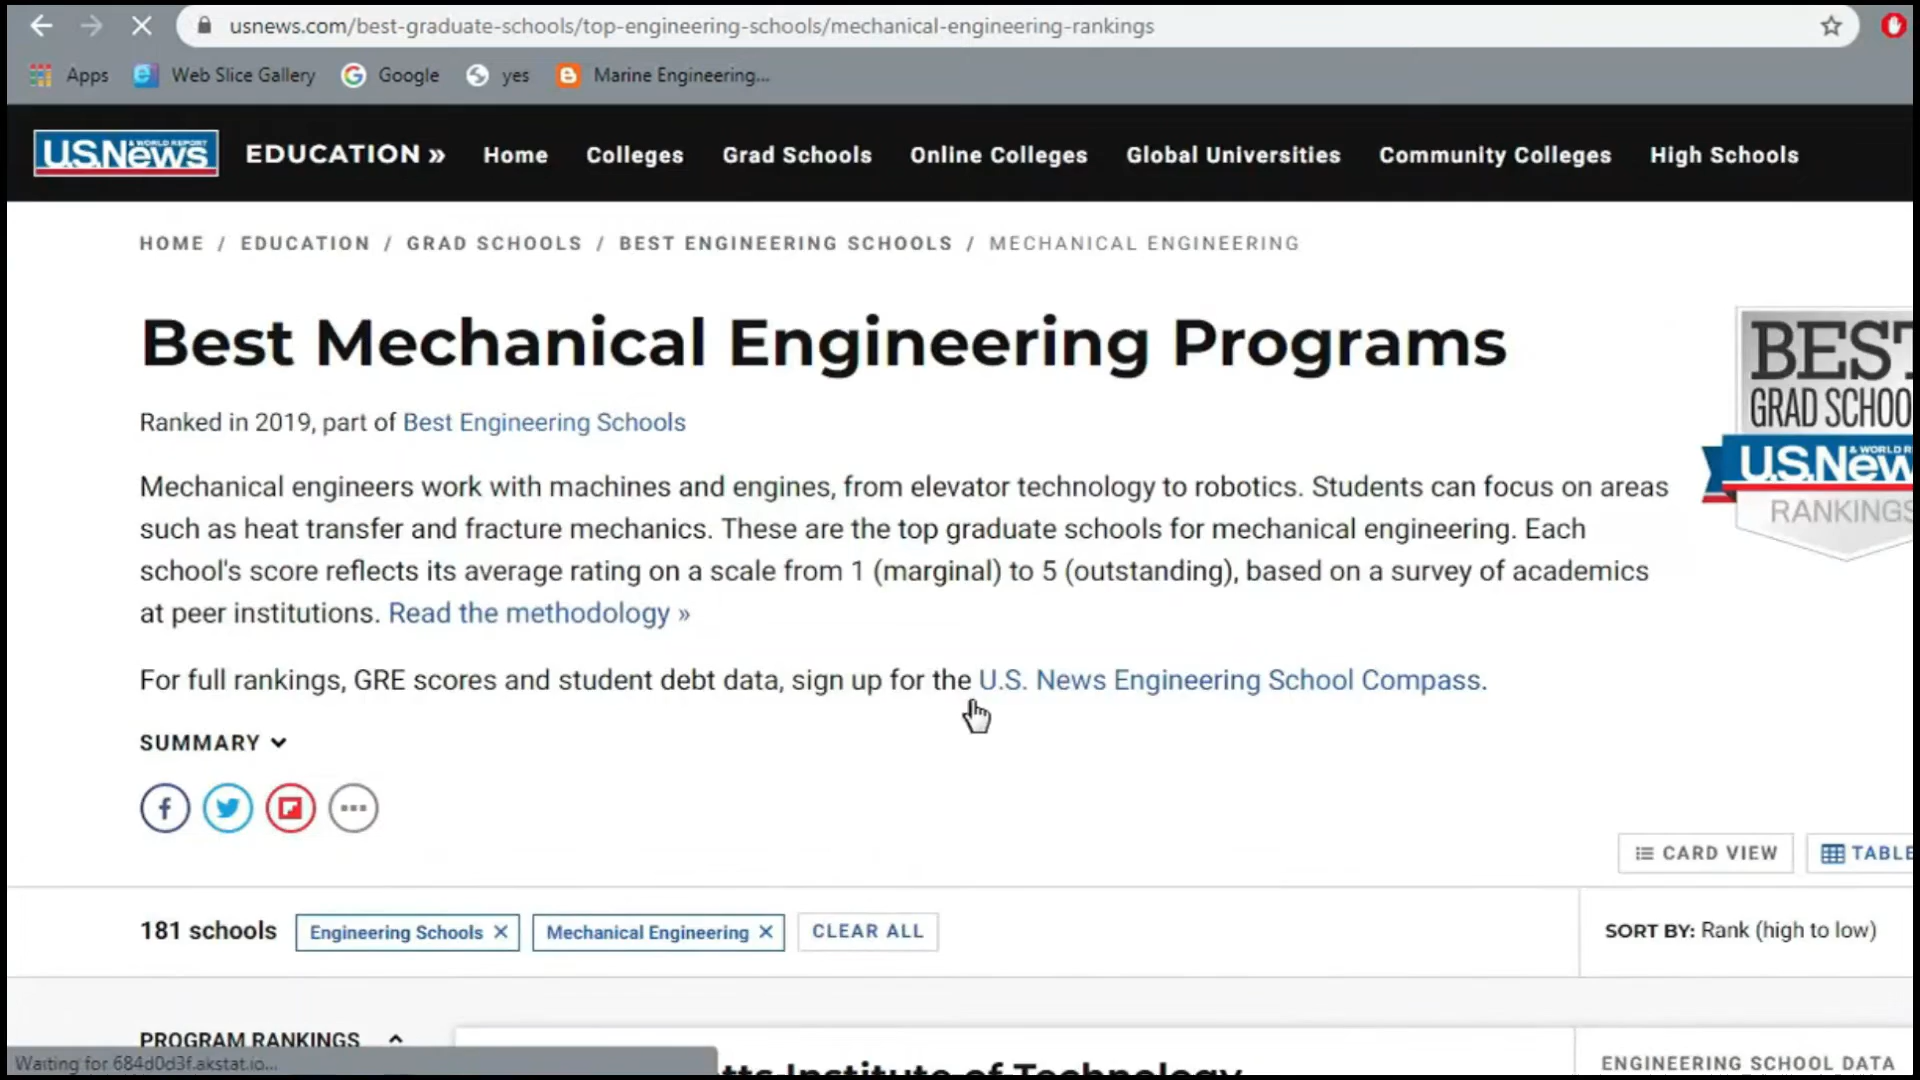 usnews.com/best-graduate-schools/top-engineering-schools/mechanical-engineering-rankings
Apps Web Slice Gallery Google yes Marine Engineering...
U.S.News & WORLD REPORT EDUCATION » Home Colleges Grad Schools Online Colleges Global Universities Community Colleges High Schools
HOME / EDUCATION / GRAD SCHOOLS / BEST ENGINEERING SCHOOLS / MECHANICAL ENGINEERING
Best Mechanical Engineering Programs
BEST
GRAD SCHOO
Ranked in 2019, part of Best Engineering Schools
& WORLD R
U.S.New
RANKINGS
Mechanical engineers work with machines and engines, from elevator technology to robotics. Students can focus on areas
such as heat transfer and fracture mechanics. These are the top graduate schools for mechanical engineering. Each
school's score reflects its average rating on a scale from 1 (marginal) to 5 (outstanding), based on a survey of academics
at peer institutions. Read the methodology »
For full rankings, GRE scores and student debt data, sign up for the U.S. News Engineering School Compass.
SUMMARY
CARD VIEW TABLE
181 schools Engineering Schools × Mechanical Engineering × CLEAR ALL
SORT BY: Rank (high to low)
PROGRAM RANKINGS
tts Institute of Technology
ENGINEERING SCHOOL DATA
Waiting for 684d0d3f.akstat.io...